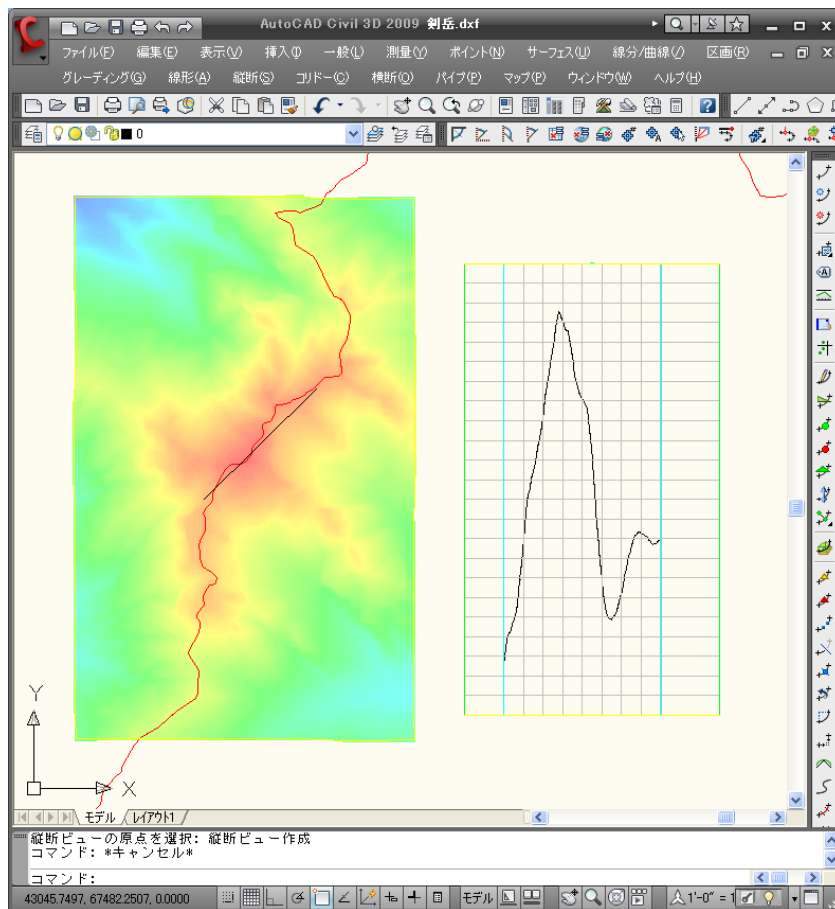 AutoCAD Civil 3D 2009 剣岳.dxf
ファイル(F) 編集(E) 表示(V) 挿入(I) 一般(L) 測量(Y) ポイント(N) サーフェス(U) 線分/曲線(/) 区画(R)
グレーディング(G) 線形(A) 縦断(S) コリドー(C) 横断(O) パイプ(P) マップ(P) ウィンドウ(W) ヘルプ(H)
0
Y
X
モデル レイアウト1
縦断ビューの原点を選択: 縦断ビュー作成
コマンド: *キャンセル*
コマンド:
43045.7497, 67482.2507, 0.0000 モデル 1'-0" = 1